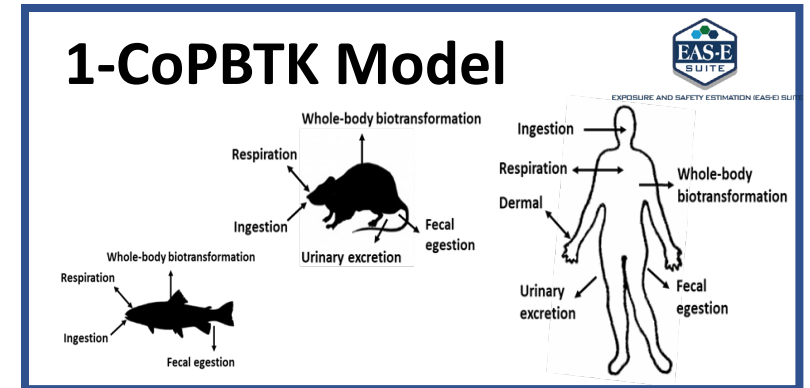 1-CoPBTK Model
EAS-E
SUITE
EXPOSURE AND SAFETY ESTIMATION (EAS-E) SUITE
Whole-body biotransformation
Respiration
Ingestion
Fecal
egestion
Urinary excretion
Whole-body biotransformation
Respiration
Ingestion
Fecal egestion
Ingestion
Respiration
Whole-body
biotransformation
Dermal
Urinary
excretion
Fecal
egestion